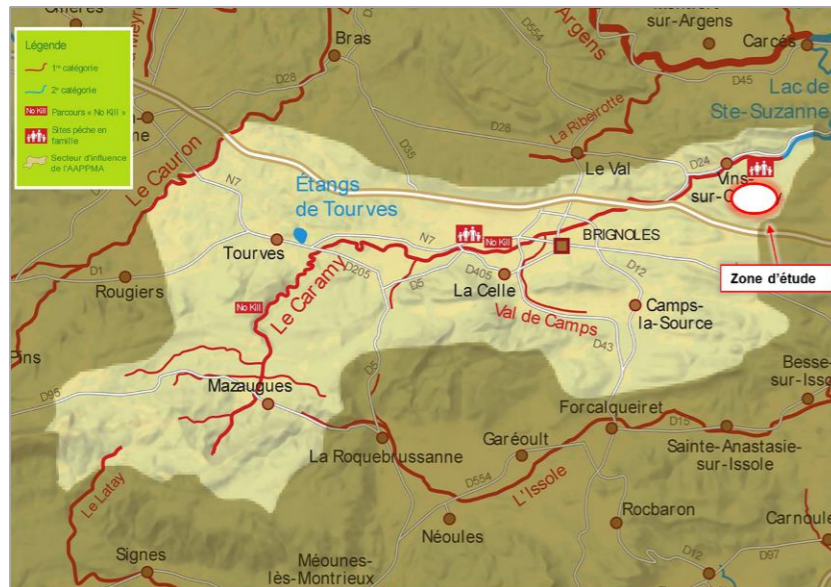 Légende
1re catégorie
2e catégorie
No Kill
Parcours « No Kill »
Sites pêche en
famille
Secteur d'influence
de l'AAPPMA
Bras
D554
Argens
sur-Argens
Carcés
D45
Lac de
Ste-Suzanne
D28
La Ribeirotte
D28
D35
Le Val
D24
Vins-
sur-C
Le Cauron
N7
Étangs
de Tourves
Tourves
N7
No Kill
BRIGNOLES
Zone d'étude
D1
Rougiers
D205
D5
D405
La Celle
D12
Camps-
la-Source
Le Caramy
No Kill
Val de Camps
D43
Pins
D95
Mazaugues
D5
Besse-
sur-Isso
Forcalqueiret
D15
Sainte-Anastasie-
sur-Issole
La Roquebrussanne
Garéoult
D554
L'Issole
Le Latay
Néoules
Rocbaron
Carnoule
Signes
Méounes-
lès-Montrieux
D12
D97